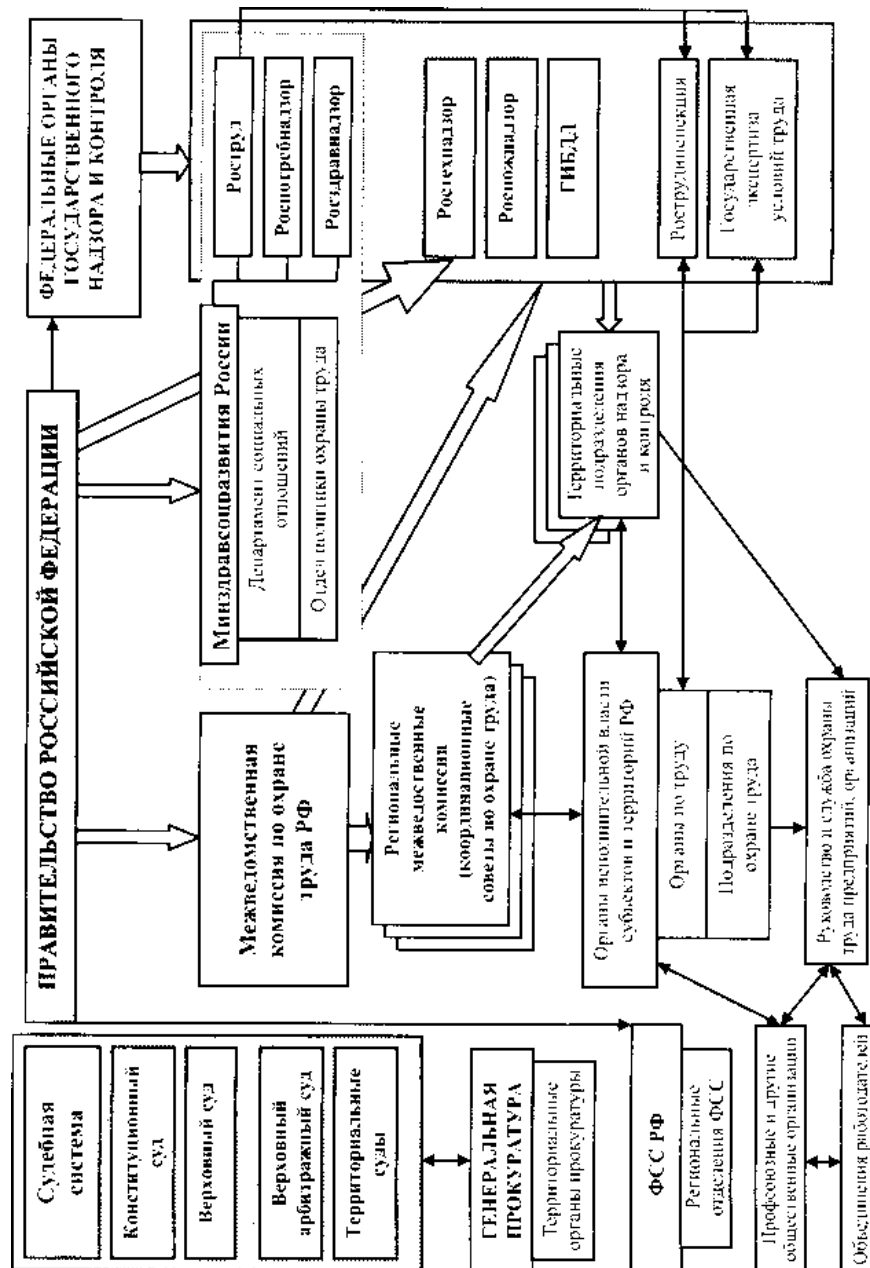 ПРАВИТЕЛЬСТВО РОССИЙСКОЙ ФЕДЕРАЦИИ
ФЕДЕРАЛЬНЫЕ ОРГАНЫ
ГОСУДАРСТВЕННОГО
НАДЗОРА И КОНТРОЛЯ
Судебная
система
Конституционный
суд
Верховный суд
Верховный
арбитражный суд
Территориальные
суды
Межведомственная
комиссия по охране
труда РФ
Минздравсоцразвития России
Департамент социальных
отношений
Отдел политики охраны труда
Роструд
Роспотребнадзор
Росздравнадзор
Ростехнадзор
Роспожнадзор
ГИБДД
Рострудинспекция
Государственная
экспертиза
условий труда
Региональные
межведоственные
комиссии
(координационные
советы по охране труда)
Территориальные
подразделения
органов надзора
и контроля
ГЕНЕРАЛЬНАЯ
ПРОКУРАТУРА
Территориальные
органы прокуратуры
ФСС РФ
Региональные
отделения ФСС
Органы исполнительной власти
субъектов и территорий РФ
Органы по труду
Подразделения по
охране труда
Профсоюзные и другие
общественные организации
Руководство и служба охраны
труда предприятий, организаций
Объединения работодателей